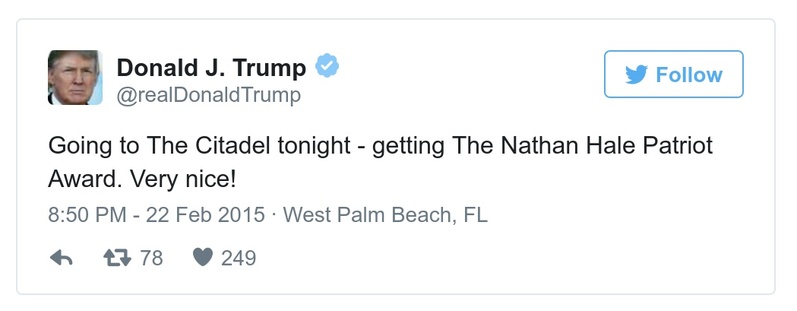 Donald J. Trump
@realDonaldTrump
Follow
Going to The Citadel tonight - getting The Nathan Hale Patriot
Award. Very nice!
8:50 PM - 22 Feb 2015 · West Palm Beach, FL
78 249